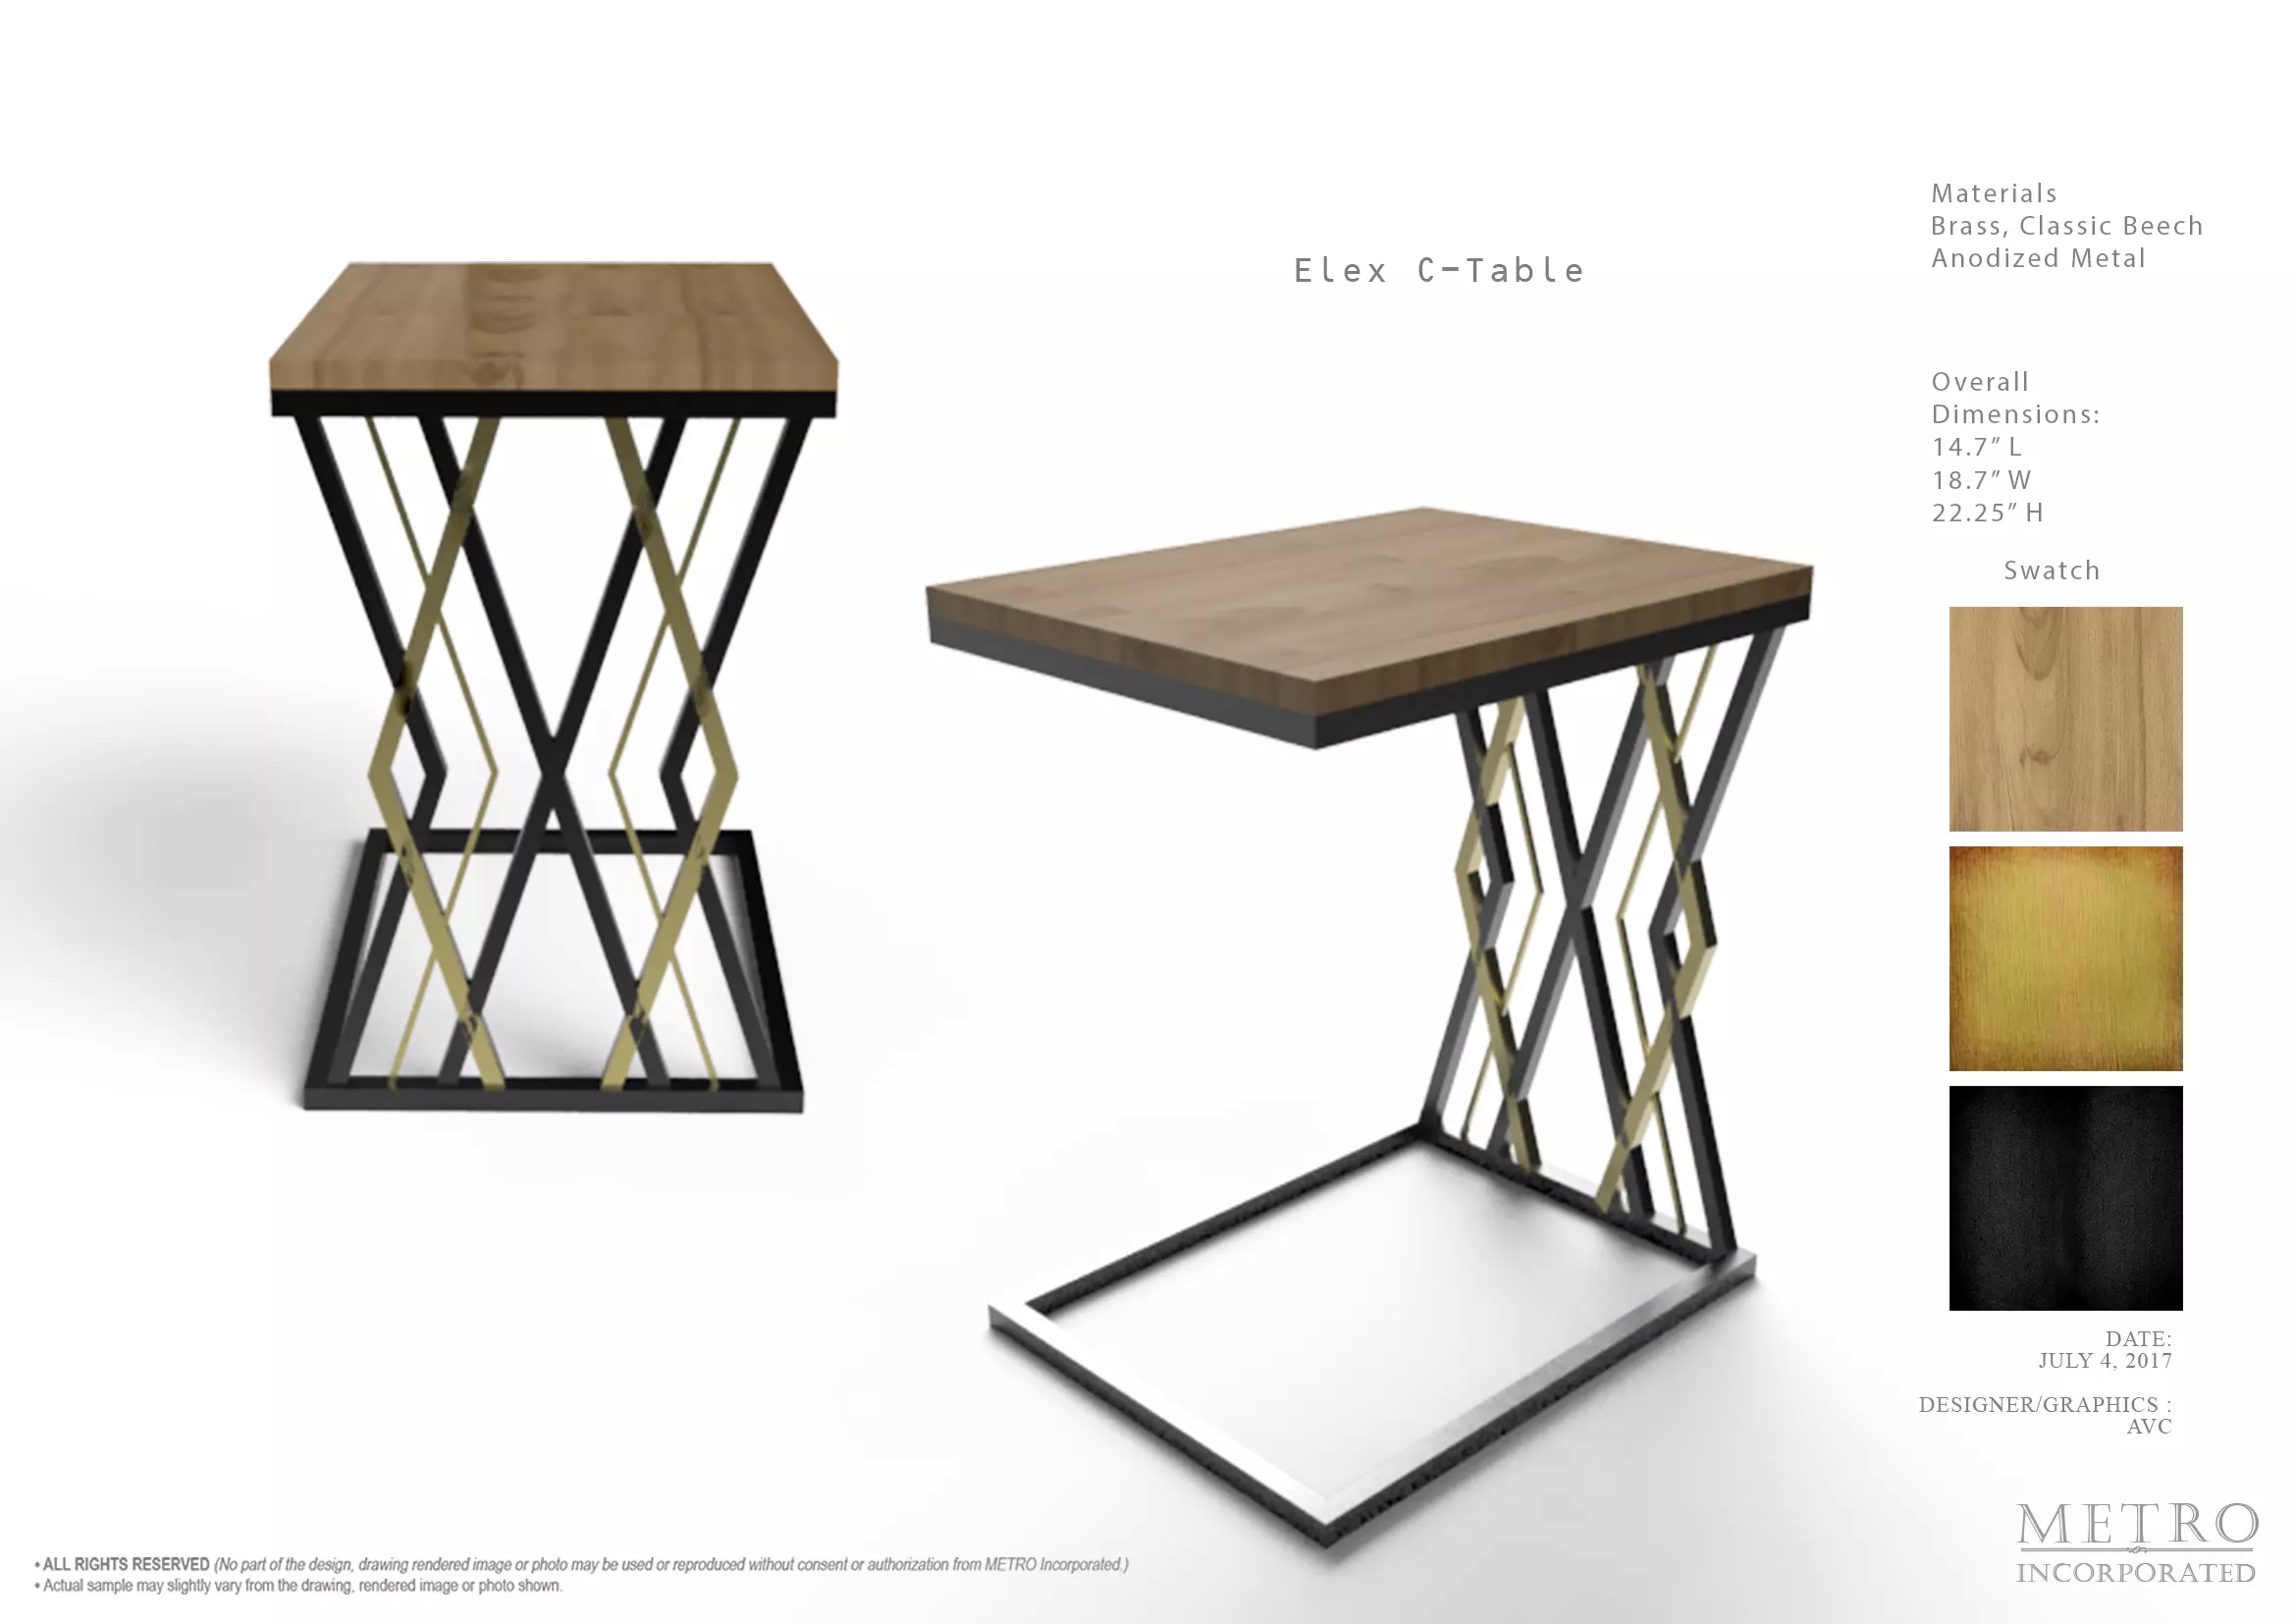 Elex C-Table
Materials
Brass, Classic Beech
Anodized Metal
Overall
Dimensions:
14.7” L
18.7” W
22.25” H
Swatch
DATE:
JULY 4, 2017
DESIGNER/GRAPHICS :
AVC
METRO
INCORPORATED
• ALL RIGHTS RESERVED (No part of the design, drawing rendered image or photo may be used or reproduced without consent or authorization from METRO Incorporated.)
• Actual sample may slightly vary from the drawing, rendered image or photo shown.